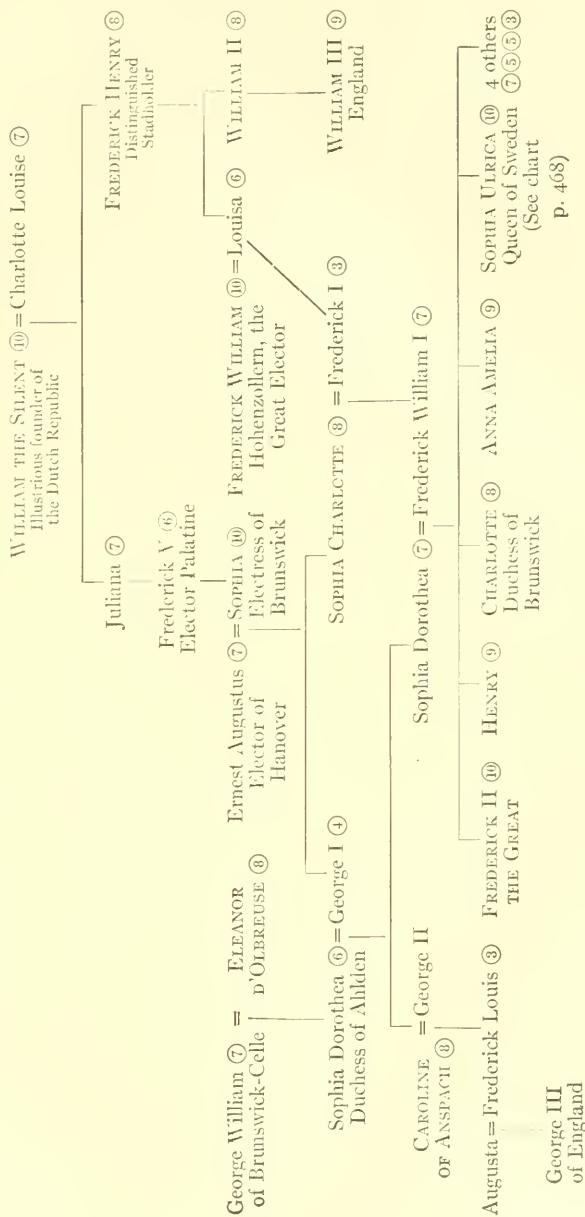 WILLIAM THE SILENT ⑩ = Charlotte Louise ⑦
Illustrious founder of
the Dutch Republic
Juliana ⑦
FREDERICK HENRY ⑧
Distinguished
Stadholder
Frederick V ⑥
Elector Palatine
Ernest Augustus ⑦ = SOPHIA ⑩
Elector of
Hanover
Electress of
Brunswick
FREDERICK WILLIAM ⑩ = Louisa ⑥
Hohenzollern, the
Great Elector
WILLIAM II ⑧
George William ⑦ = ELEANOR
of Brunswick-Celle
D'OLBREUSE ⑧
Sophia Dorothea ⑥ = George I ④
Duchess of Ahlden
SOPHIA CHARLOTTE ⑧ = Frederick I ③
WILLIAM III ⑨
England
CAROLINE = George II
OF ANSPACH ⑧
Sophia Dorothea ⑦ = Frederick William I ⑦
Augusta = Frederick Louis ③
FREDERICK II ⑩
THE GREAT
HENRY ⑨
CHARLOTTE ⑧
Duchess of
Brunswick
ANNA AMELIA ⑨
SOPHIA ULRICA ⑩
Queen of Sweden
(See chart
p. 468)
4 others
⑦⑤⑤③
George III
of England